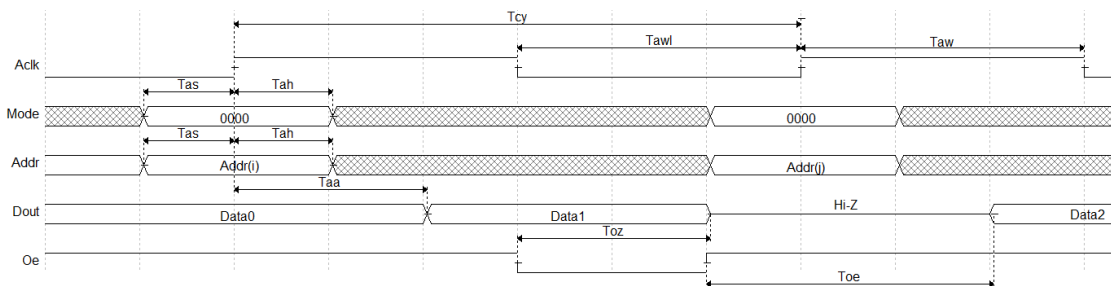 Tcy
Tawl Taw
Aclk
Tas Tah
Mode 0000 0000
Tas Tah
Addr Addr(i) Addr(j)
Taa
Dout Data0 Data1 Hi-Z Data2
Toz
Oe
Toe